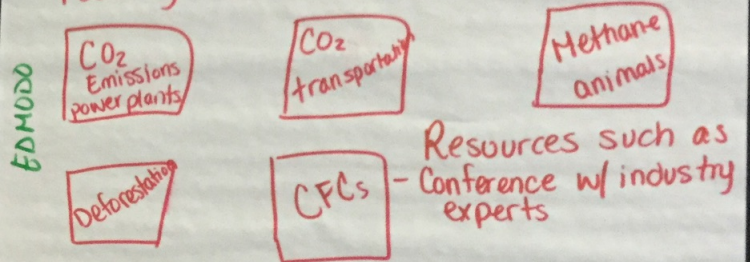 EDMODO
CO2
Emissions
power plants
CO2
transportation
Methane
animals
Deforestation
CFCs
Resources such as
- Conference w/ industry
experts